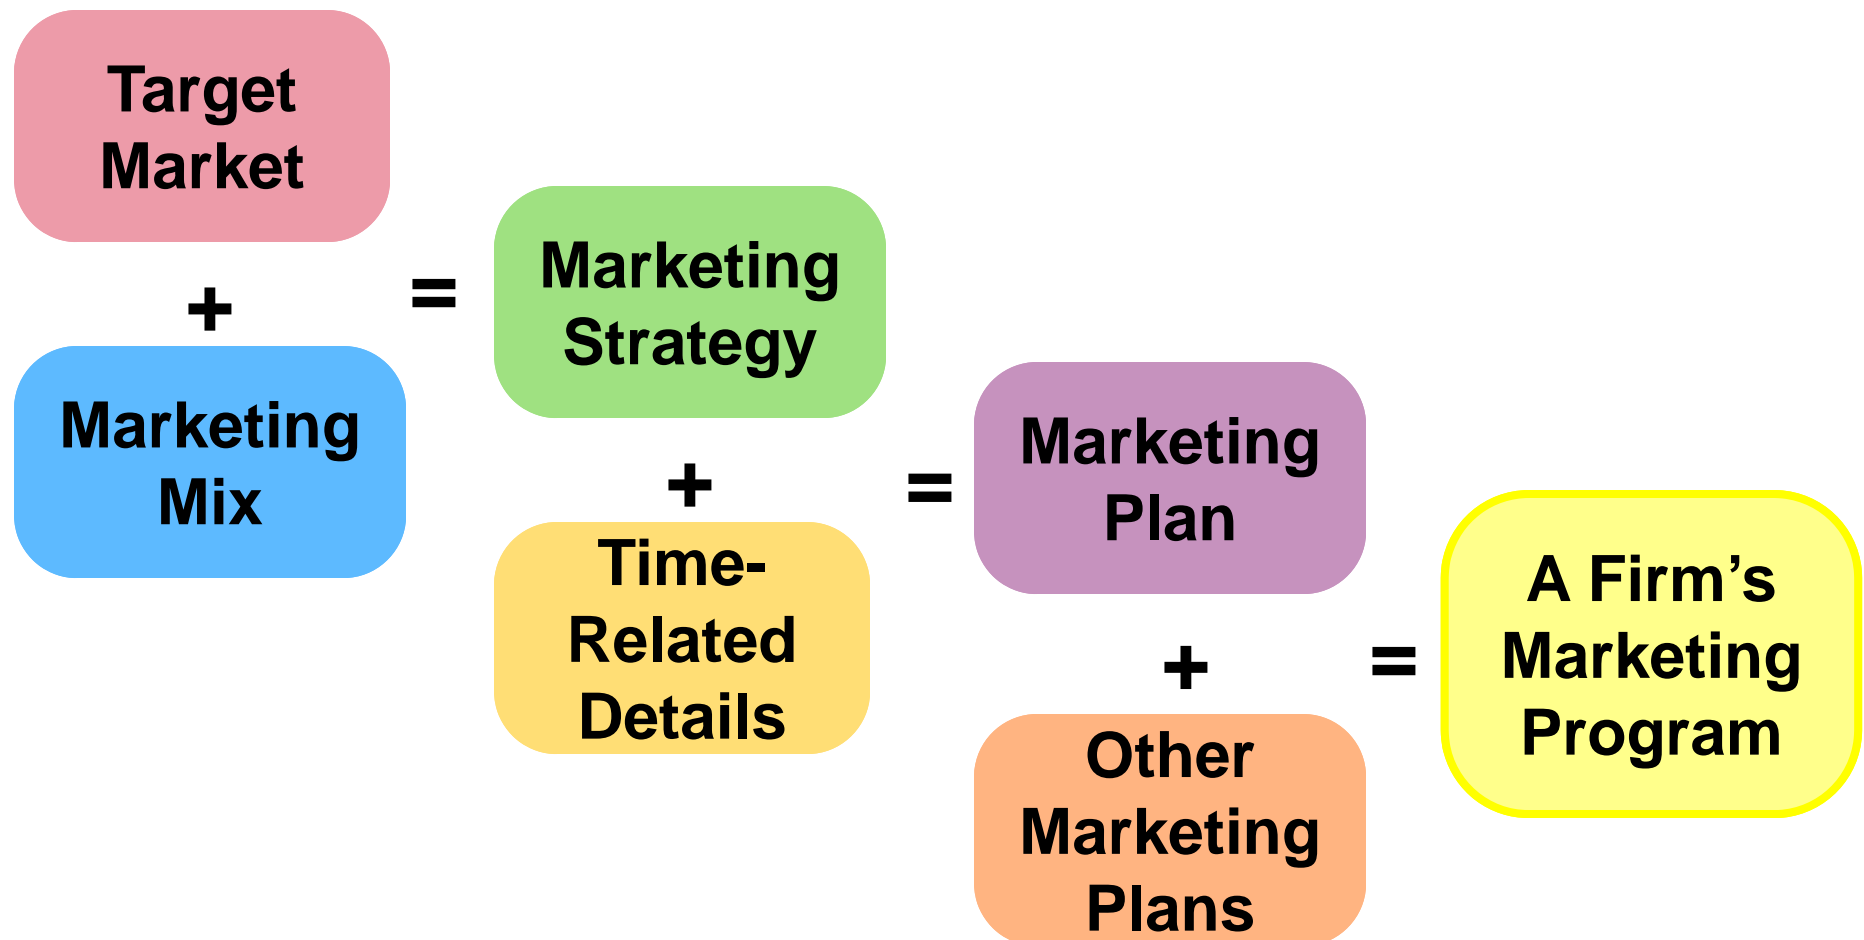 Target
Market
+
=
Marketing
Mix
Marketing
Strategy
+
=
Time-
Related
Details
Marketing
Plan
+
=
Other
Marketing
Plans
A Firm’s
Marketing
Program